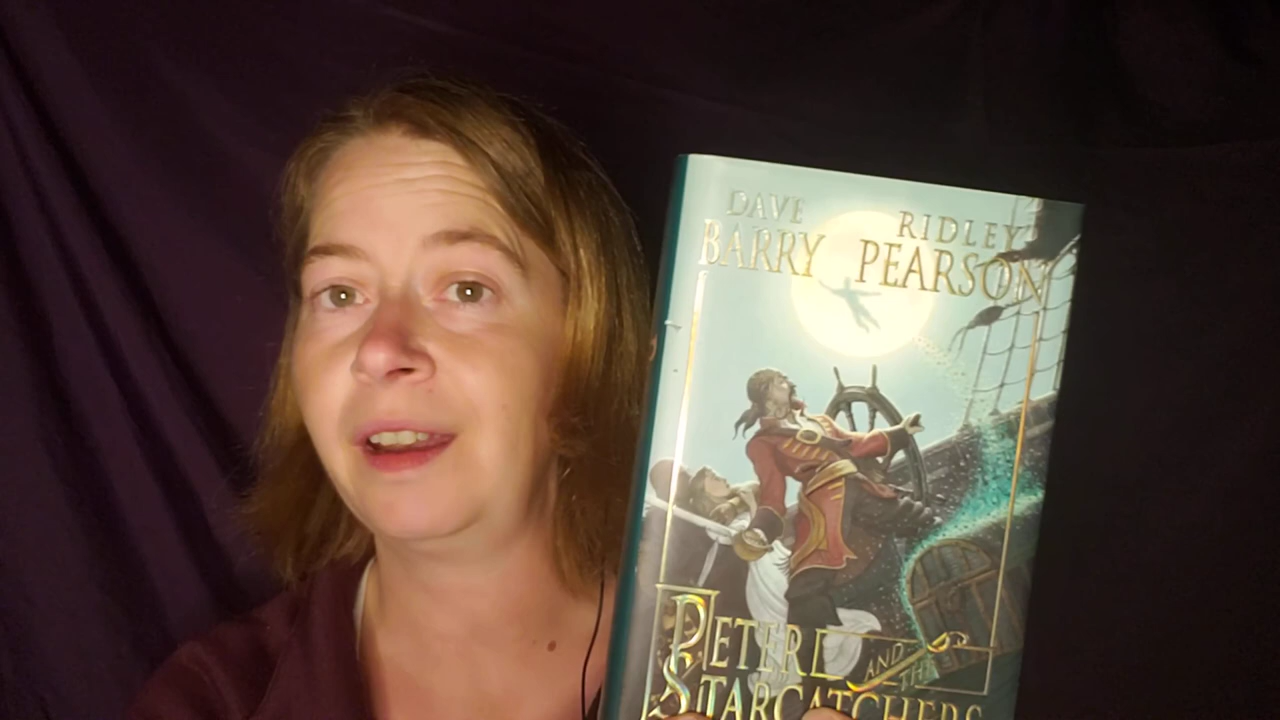 DAVE
BARRY
RIDLEY
PEARSON
PETER
AND THE
STARCATCHERS